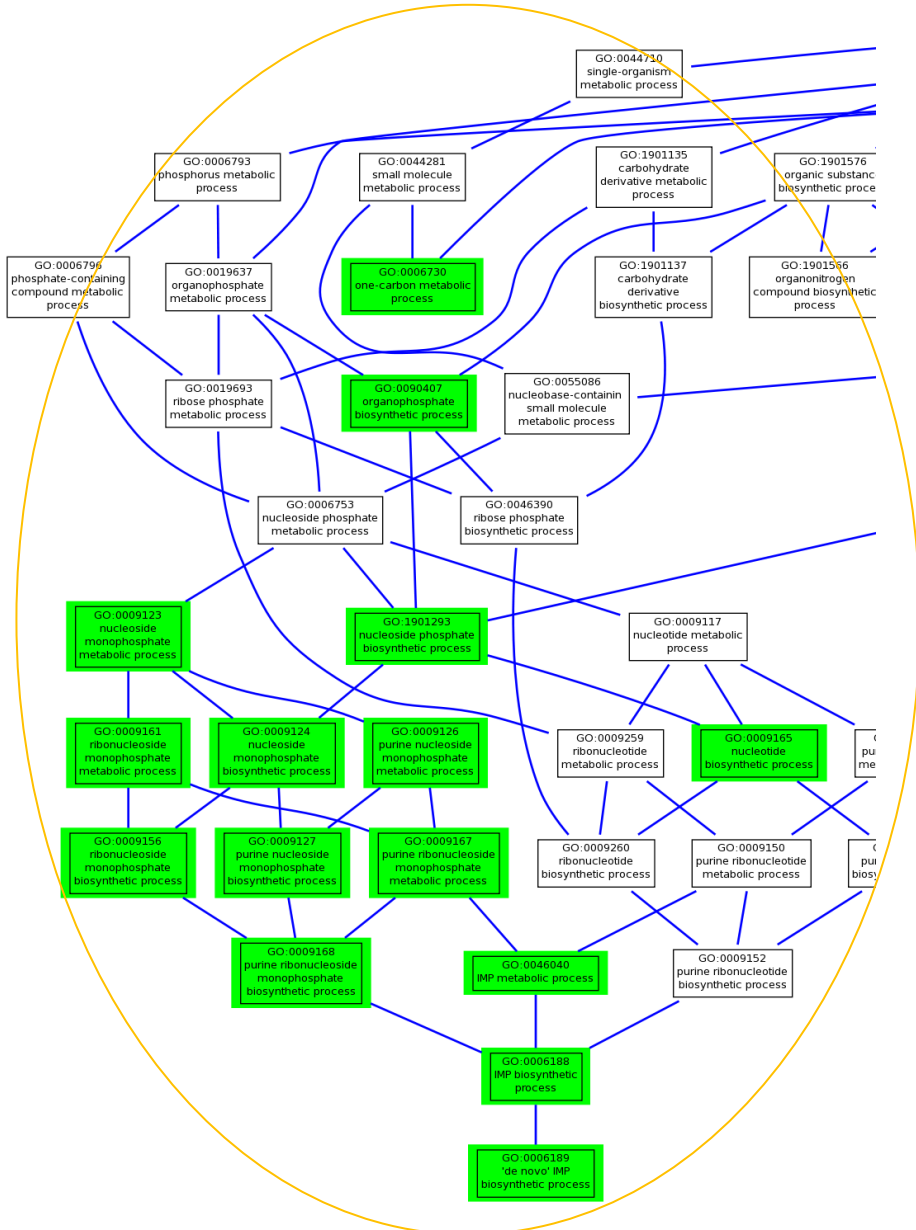 GO:0044710
single-organism
metabolic process
GO:0006793
phosphorus metabolic
process
GO:0044281
small molecule
metabolic process
GO:1901135
carbohydrate
derivative metabolic
process
GO:1901576
organic substanc
biosynthetic proce
GO:0006796
phosphate-containing
compound metabolic
process
GO:0019637
organophosphate
metabolic process
GO:0006730
one-carbon metabolic
process
GO:1901137
carbohydrate
derivative
biosynthetic process
GO:1901566
organonitrogen
compound biosynthetic
process
GO:0019693
ribose phosphate
metabolic process
GO:0090407
organophosphate
biosynthetic process
GO:0055086
nucleobase-containin
small molecule
metabolic process
GO:0006753
nucleoside phosphate
metabolic process
GO:0046390
ribose phosphate
biosynthetic process
GO:0009123
nucleoside
monophosphate
metabolic process
GO:1901293
nucleoside phosphate
biosynthetic process
GO:0009117
nucleotide metabolic
process
GO:0009161
ribonucleoside
monophosphate
metabolic process
GO:0009124
nucleoside
monophosphate
biosynthetic process
GO:0009126
purine nucleoside
monophosphate
metabolic process
GO:0009259
ribonucleotide
metabolic process
GO:0009165
nucleotide
biosynthetic process
GO:0009156
ribonucleoside
monophosphate
biosynthetic process
GO:0009127
purine nucleoside
monophosphate
biosynthetic process
GO:0009167
purine ribonucleoside
monophosphate
metabolic process
GO:0009260
ribonucleotide
biosynthetic process
GO:0009150
purine ribonucleotide
metabolic process
GO:0009168
purine ribonucleoside
monophosphate
biosynthetic process
GO:0046040
IMP metabolic process
GO:0009152
purine ribonucleotide
biosynthetic process
GO:0006188
IMP biosynthetic
process
GO:0006189
'de novo' IMP
biosynthetic process